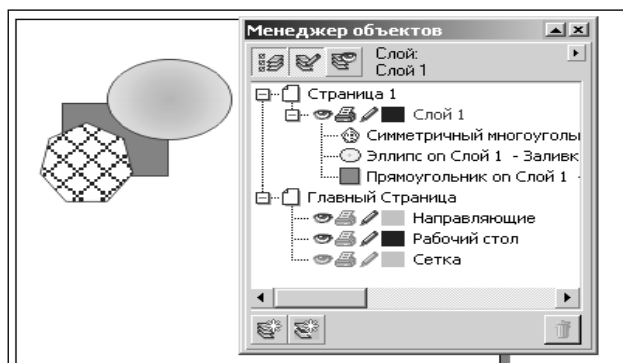 Менеджер объектов
Слой:
Слой 1
Страница 1
Слой 1
Симметричный многоуголь
Эллипс on Слой 1 - Заливк
Прямоугольник on Слой 1 -
Главный Страница
Направляющие
Рабочий стол
Сетка